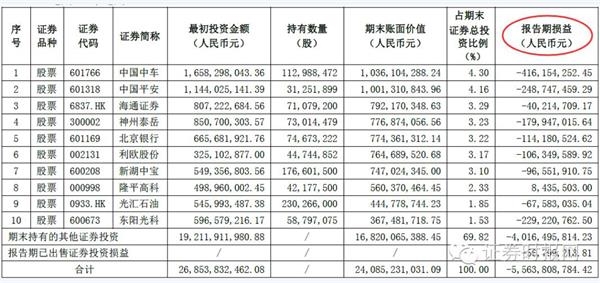 序号 证券品种 证券代码 证券简称 最初投资金额（人民币元） 持有数量（股） 期末账面价值（人民币元） 占期末证券总投资比例（%） 报告期损益（人民币元）
1 股票 601766 中国中车 1,658,298,043.36 112,988,472 1,036,104,288.24 4.30 -416,154,252.45
2 股票 601318 中国平安 1,144,025,141.39 31,251,899 1,001,310,843.96 4.16 -248,747,459.29
3 股票 6837.HK 海通证券 807,222,684.56 71,079,200 792,170,348.63 3.29 -40,214,709.17
4 股票 300002 神州泰岳 850,700,303.57 73,014,479 776,874,056.56 3.23 -179,947,015.64
5 股票 601169 北京银行 665,681,921.76 74,673,222 774,361,312.14 3.22 -114,180,524.62
6 股票 002131 利欧股份 325,102,877.00 44,744,852 764,689,520.68 3.17 -106,349,589.92
7 股票 600208 新湖中宝 549,356,803.56 176,601,500 747,024,345.00 3.10 -96,551,910.75
8 股票 000998 隆平高科 498,960,002.45 42,177,500 560,370,464.45 2.33 8,435,503.00
9 股票 0933.HK 光汇石油 545,993,487.38 230,266,000 444,778,744.43 1.85 -67,583,035.04
10 股票 600673 东阳光科 596,579,216.17 58,797,075 367,481,718.75 1.53 -229,220,762.50
期末持有的其他证券投资 19,211,911,980.88 16,820,065,388.45 69.82 -4,016,495,814.23
报告期已出售证券投资损益 -56,799,213.81
合计 26,853,832,462.08 24,085,231,031.09 100.00 -5,563,808,784.42
证券时报网